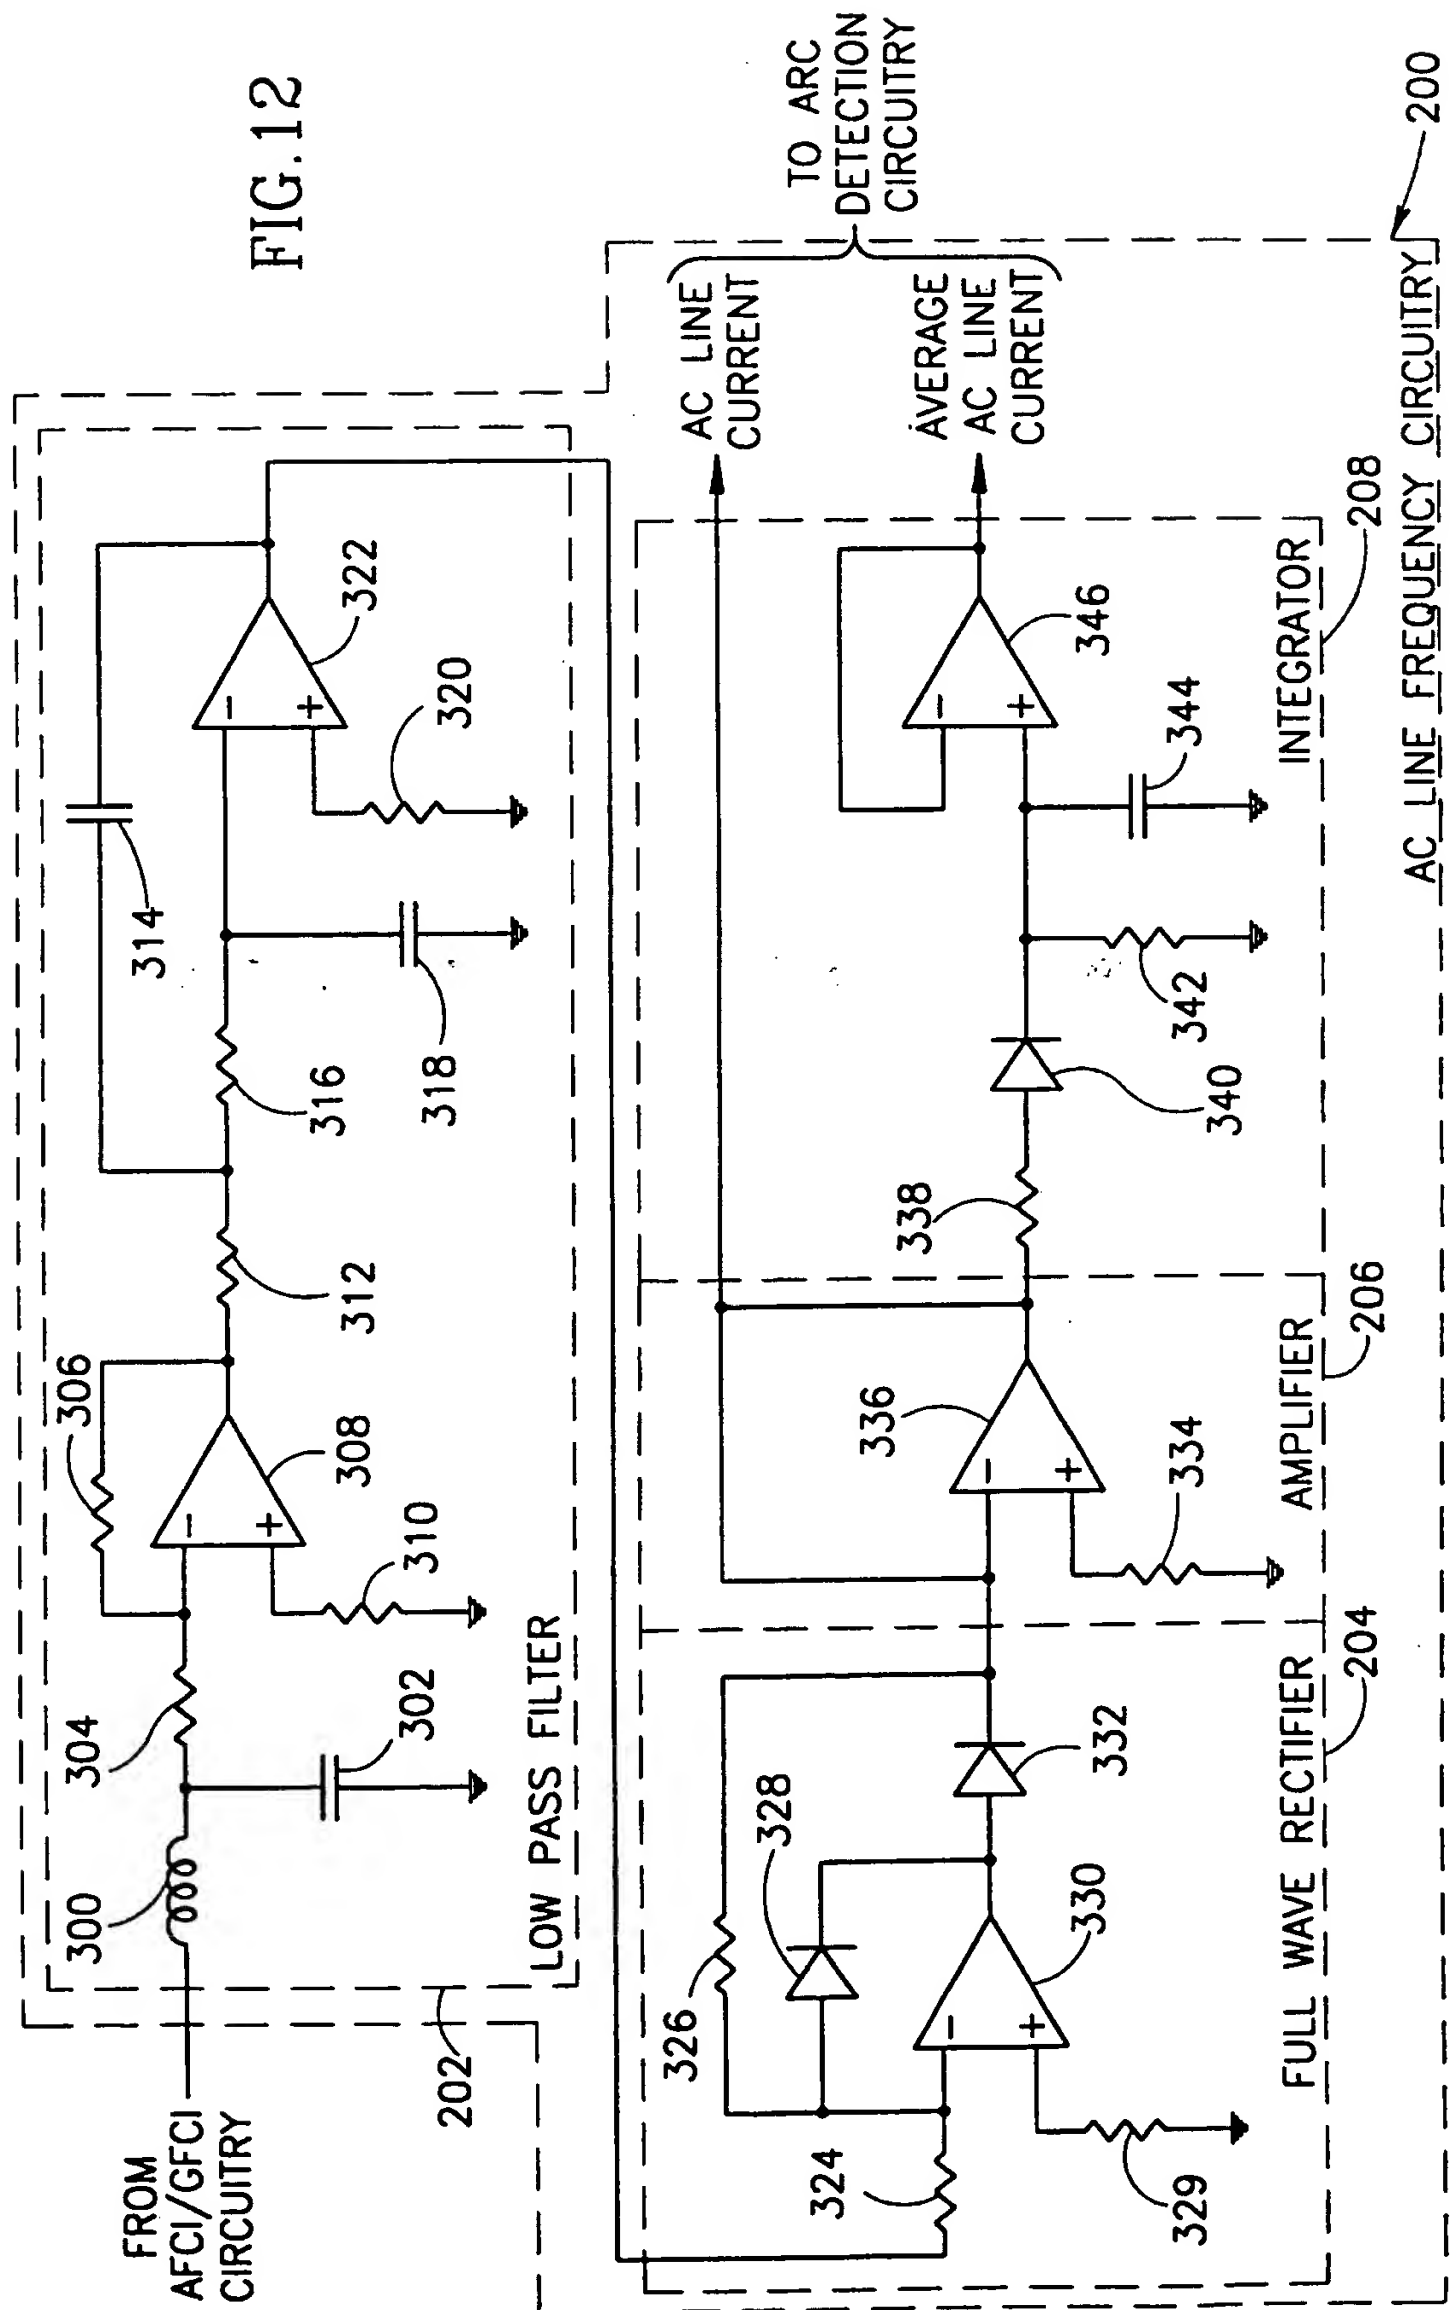 FIG.12
FROM
AFCI/GFCI
CIRCUITRY
202
300
302
304
306
308
310
312
314
316
318
320
322
-
+
-
+
LOW PASS FILTER
324
326
328
329
330
332
-
+
FULL WAVE RECTIFIER
204
334
336
-
+
AMPLIFIER
206
338
340
342
344
346
-
+
INTEGRATOR
208
AC LINE
CURRENT
AVERAGE
AC LINE
CURRENT
TO ARC
DETECTION
CIRCUITRY
AC LINE FREQUENCY CIRCUITRY
200